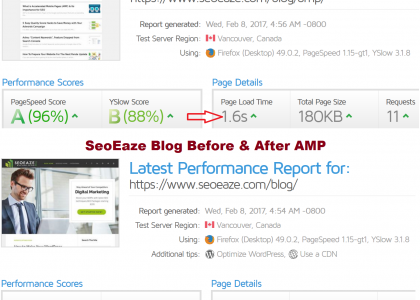 https://www.seoeaze.com/blog/amp/
Report generated: Wed, Feb 8, 2017, 4:56 AM -0800
Test Server Region: Vancouver, Canada
Using: Firefox (Desktop) 49.0.2, PageSpeed 1.15-gt1, YSlow 3.1.8
Performance Scores
Page Details
PageSpeed Score
YSlow Score
Page Load Time
Total Page Size
Requests
A (96%)
B (88%)
1.6s
180KB
11
SeoEaze Blog Before & After AMP
SEOEAZE
Digital Marketing
Latest Performance Report for:
https://www.seoeaze.com/blog/
Report generated: Wed, Feb 8, 2017, 4:54 AM -0800
Test Server Region: Vancouver, Canada
Using: Firefox (Desktop) 49.0.2, PageSpeed 1.15-gt1, YSlow 3.1.8
Additional tips: Optimize WordPress, Use a CDN
Performance Scores
Page Details